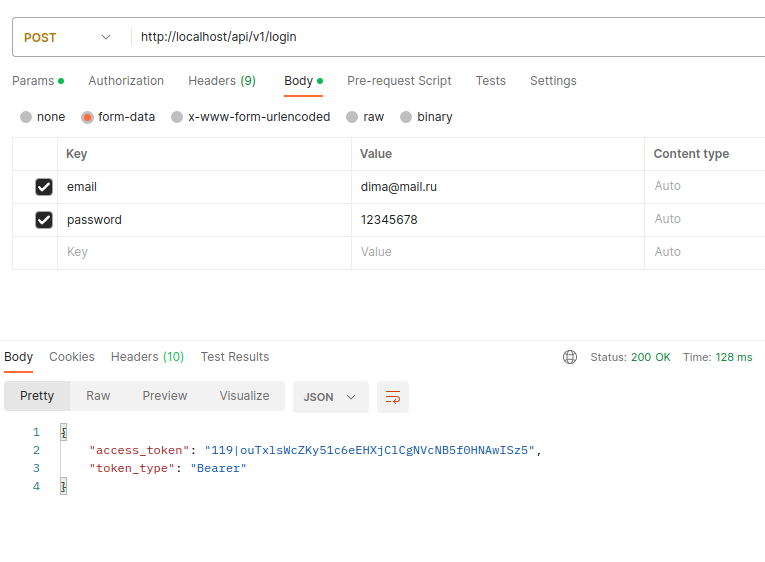 POST http://localhost/api/v1/login
Params Authorization Headers (9) Body Pre-request Script Tests Settings
none form-data x-www-form-urlencoded raw binary
Key Value Content type
email dima@mail.ru Auto
password 12345678 Auto
Key Value Auto
Body Cookies Headers (10) Test Results Status: 200 OK Time: 128 ms
Pretty Raw Preview Visualize JSON
1 {
2 "access_token": "119|ouTxlsWcZKy51c6eEHXjClCgNVcNB5f0HNAwISz5",
3 "token_type": "Bearer"
4 }